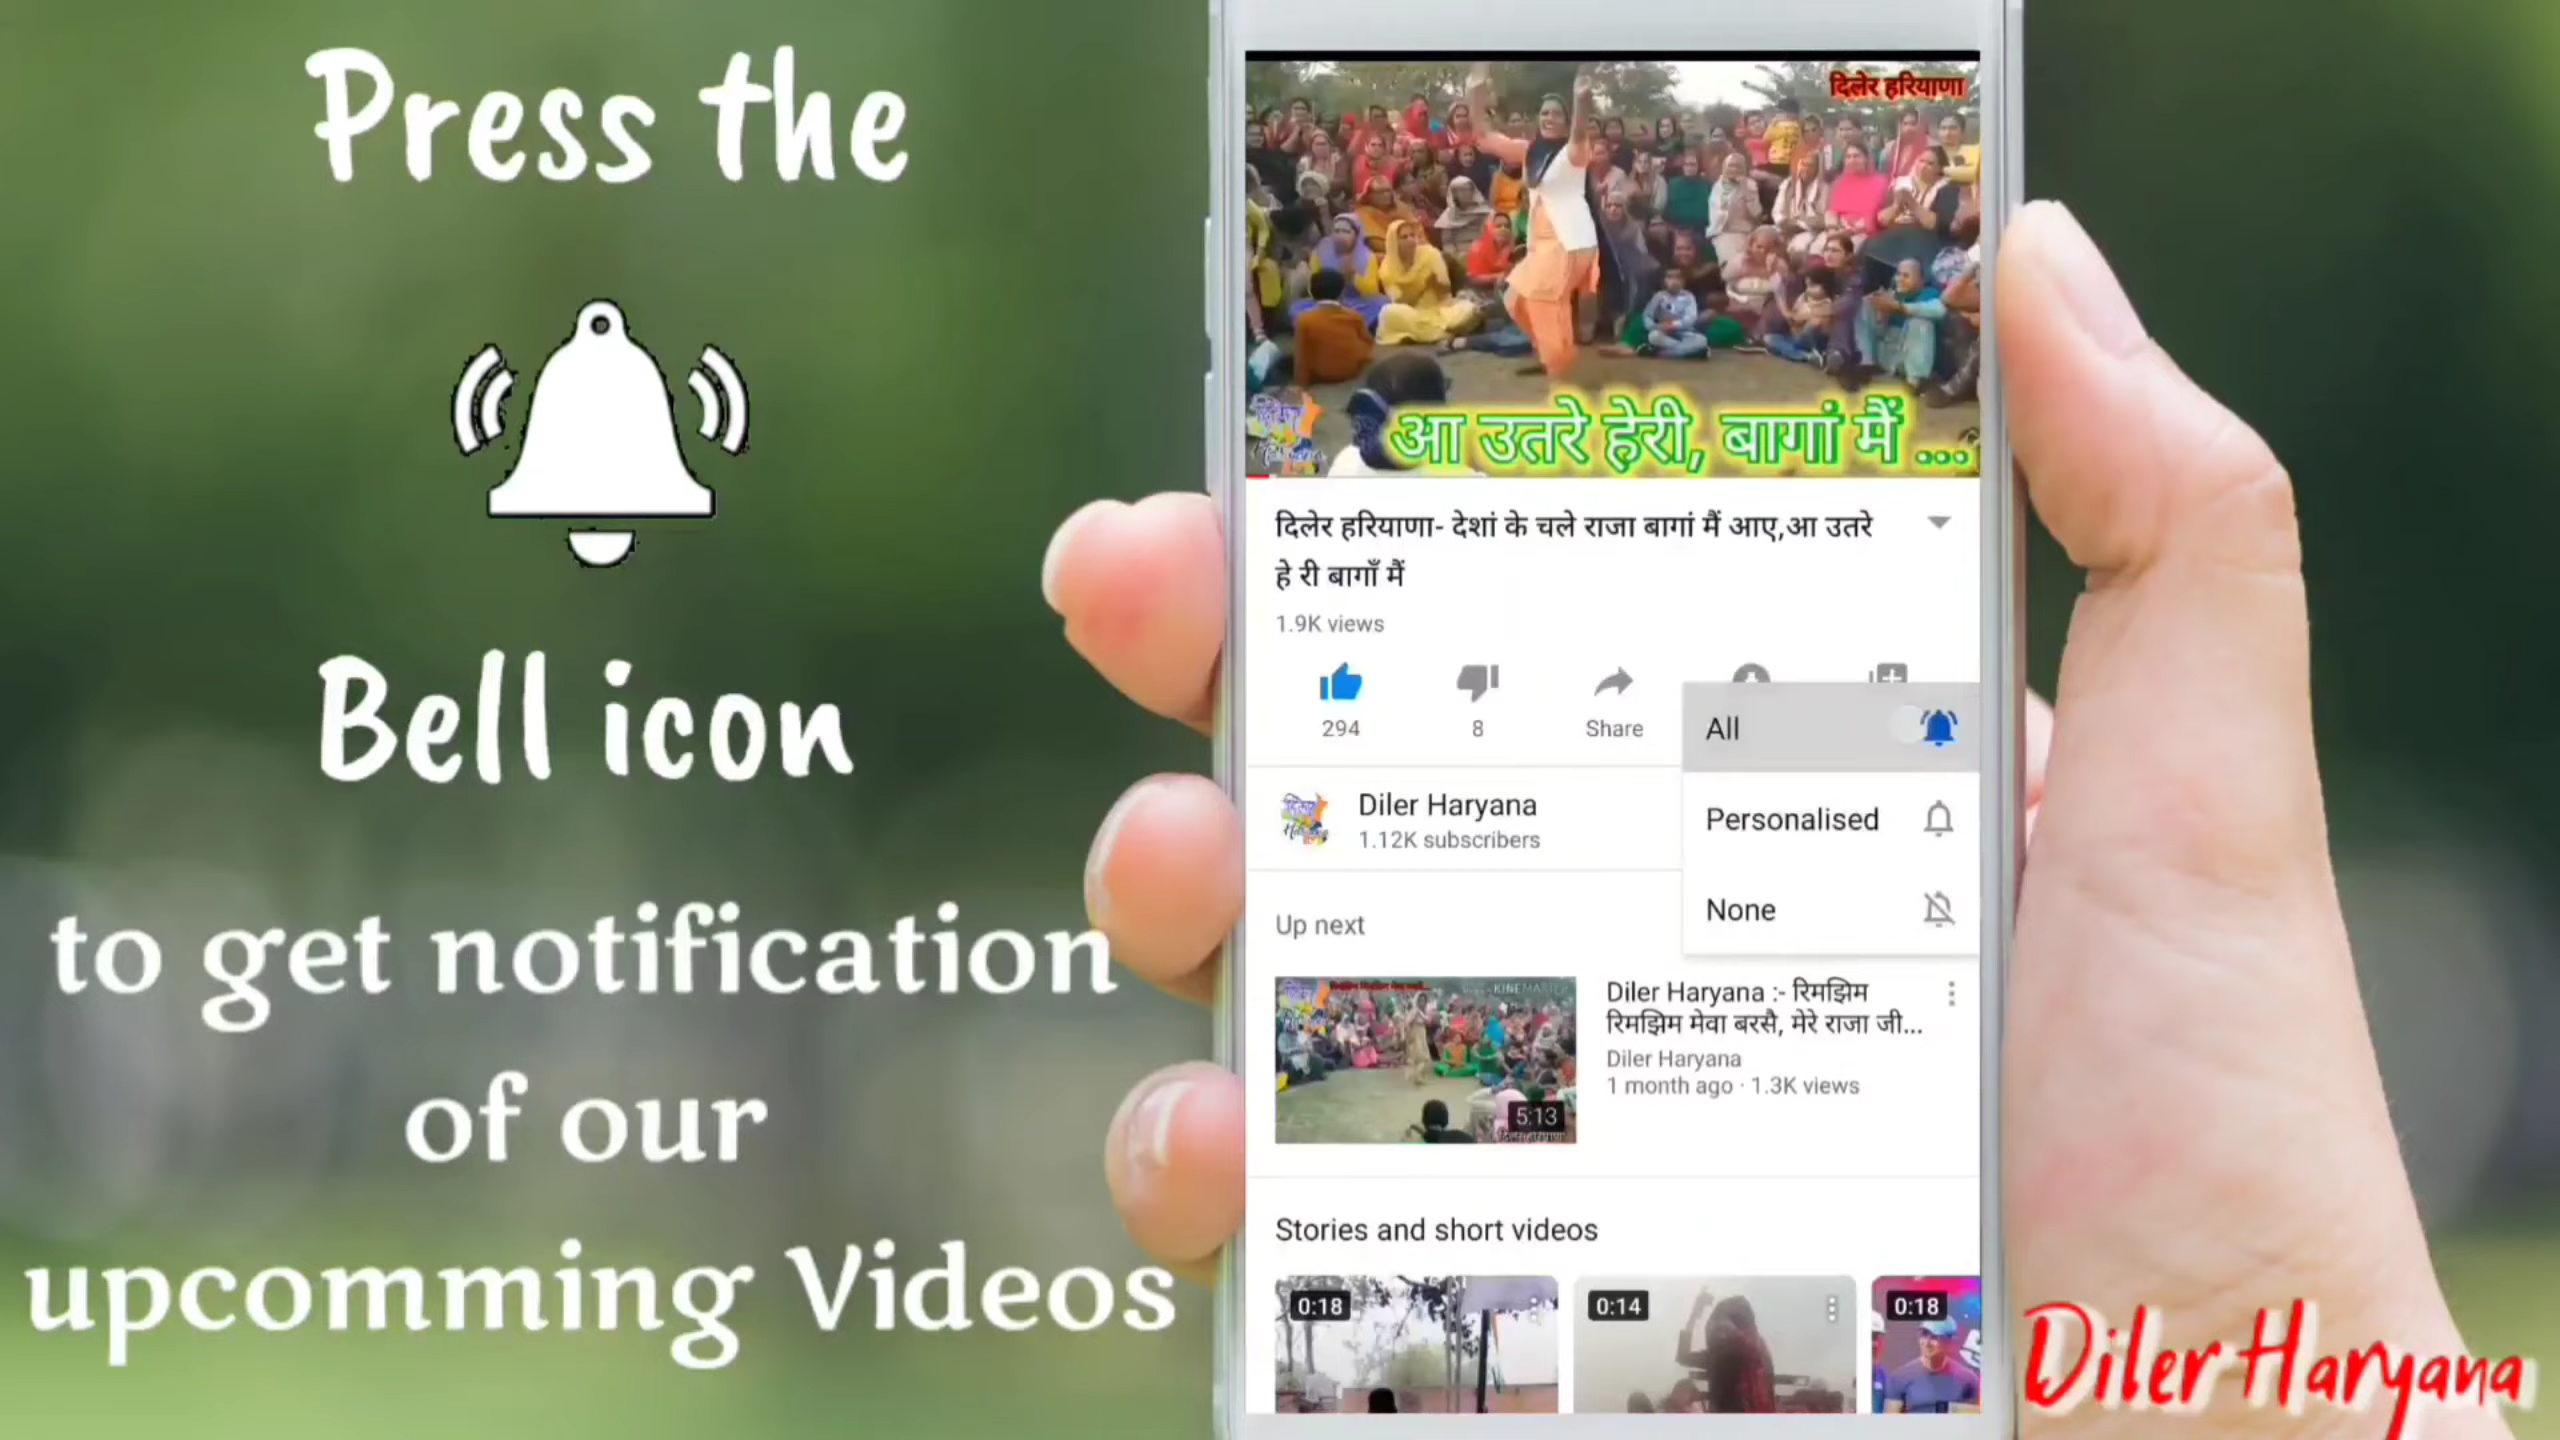 Press the
Bell icon
to get notification
of our
upcomming Videos
दिलेर हरियाणा
आ उतरे हेरी, बागां मैं ...
दिलेर हरियाणा- देशां के चले राजा बागां मैं आए,आ उतरे
हे री बागाँ मैं
1.9K views
294
8
Share
All
Personalised
None
Diler Haryana
1.12K subscribers
Up next
Diler Haryana :- रिमझिम
रिमझिम मेवा बरसै, मेरे राजा जी...
Diler Haryana
1 month ago · 1.3K views
5:13
Stories and short videos
0:18
0:14
0:18
Diler Haryana